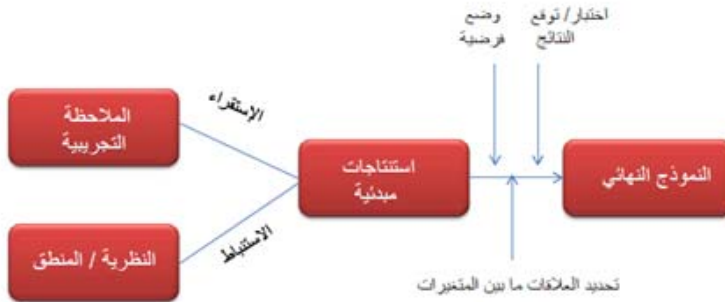 اختبار/ توقع
النتائج
وضع
فرضية
الملاحظة
التجريبية
الإستقراء
استنتاجات
مبدئية
النموذج النهائي
النظرية / المنطق
الاستنباط
تحديد العلاقات ما بين المتغيرات